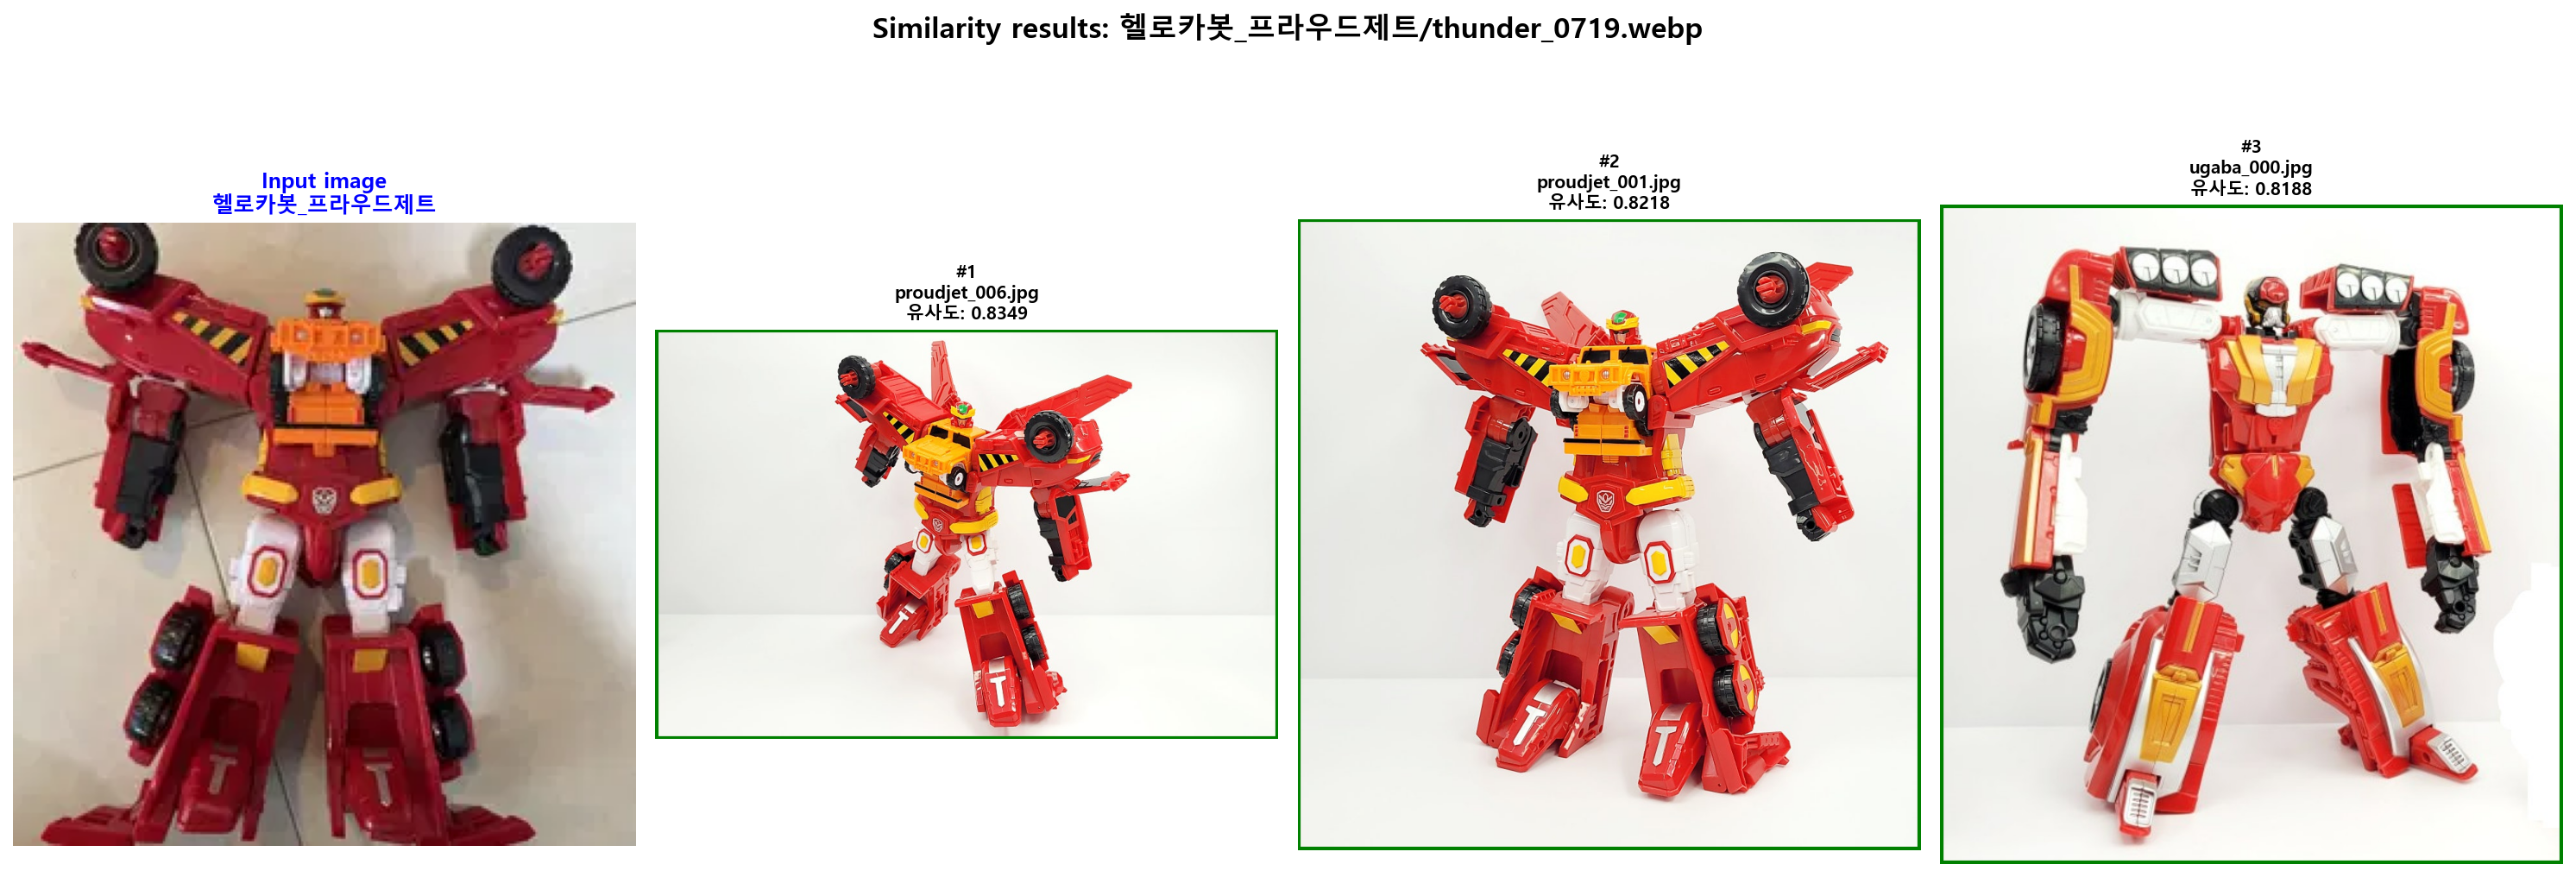 Similarity results: 헬로카봇_프라우드제트/thunder_0719.webp
Input image
헬로카봇_프라우드제트
#1
proudjet_006.jpg
유사도: 0.8349
#2
proudjet_001.jpg
유사도: 0.8218
#3
ugaba_000.jpg
유사도: 0.8188
T
T
T
T
T
T